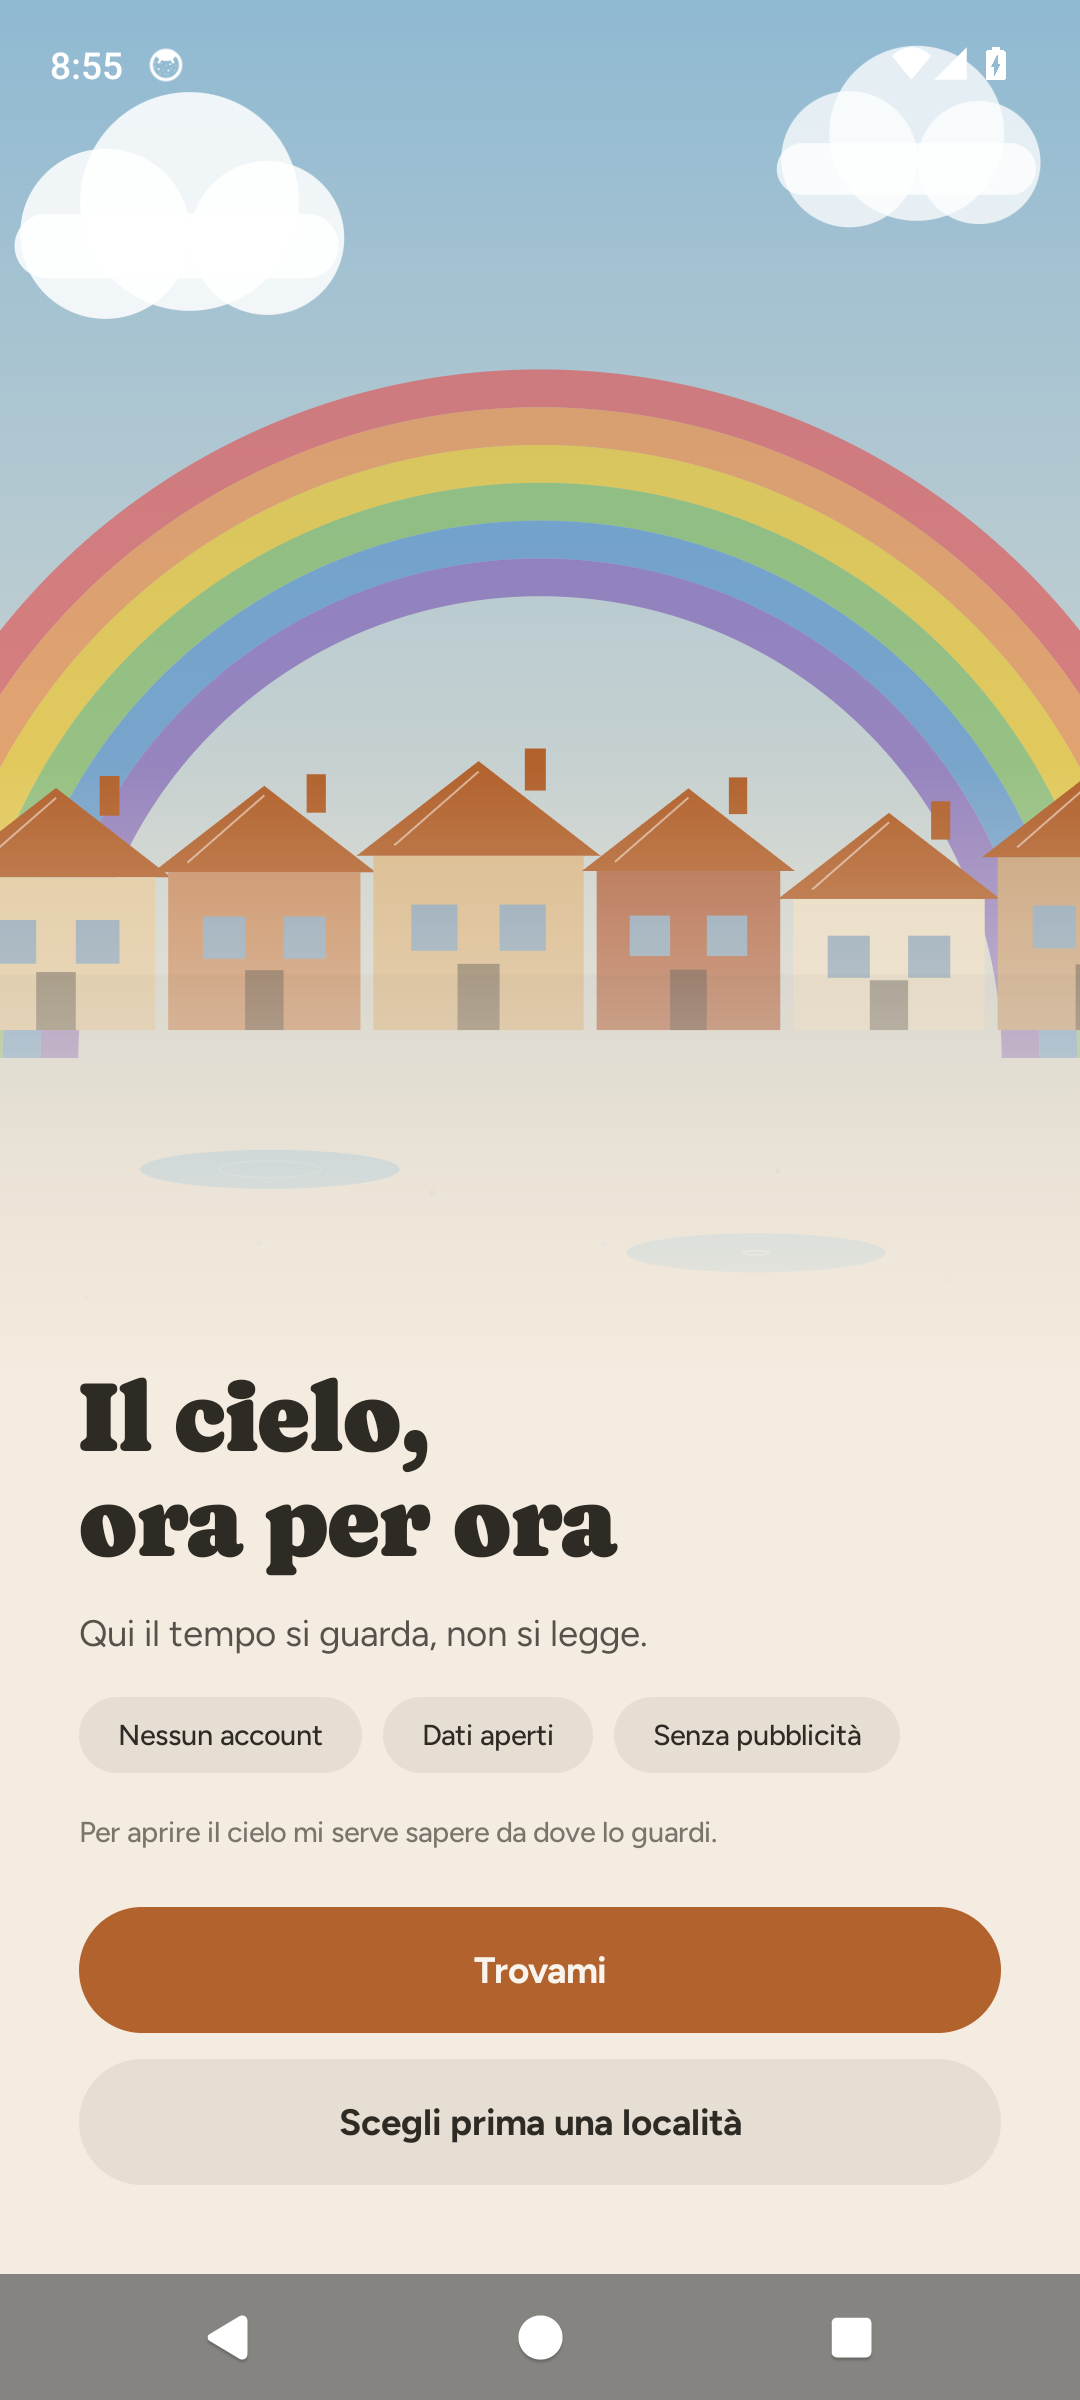 8:55
Il cielo,
ora per ora
Qui il tempo si guarda, non si legge.
Nessun account
Dati aperti
Senza pubblicità
Per aprire il cielo mi serve sapere da dove lo guardi.
Trovami
Scegli prima una località